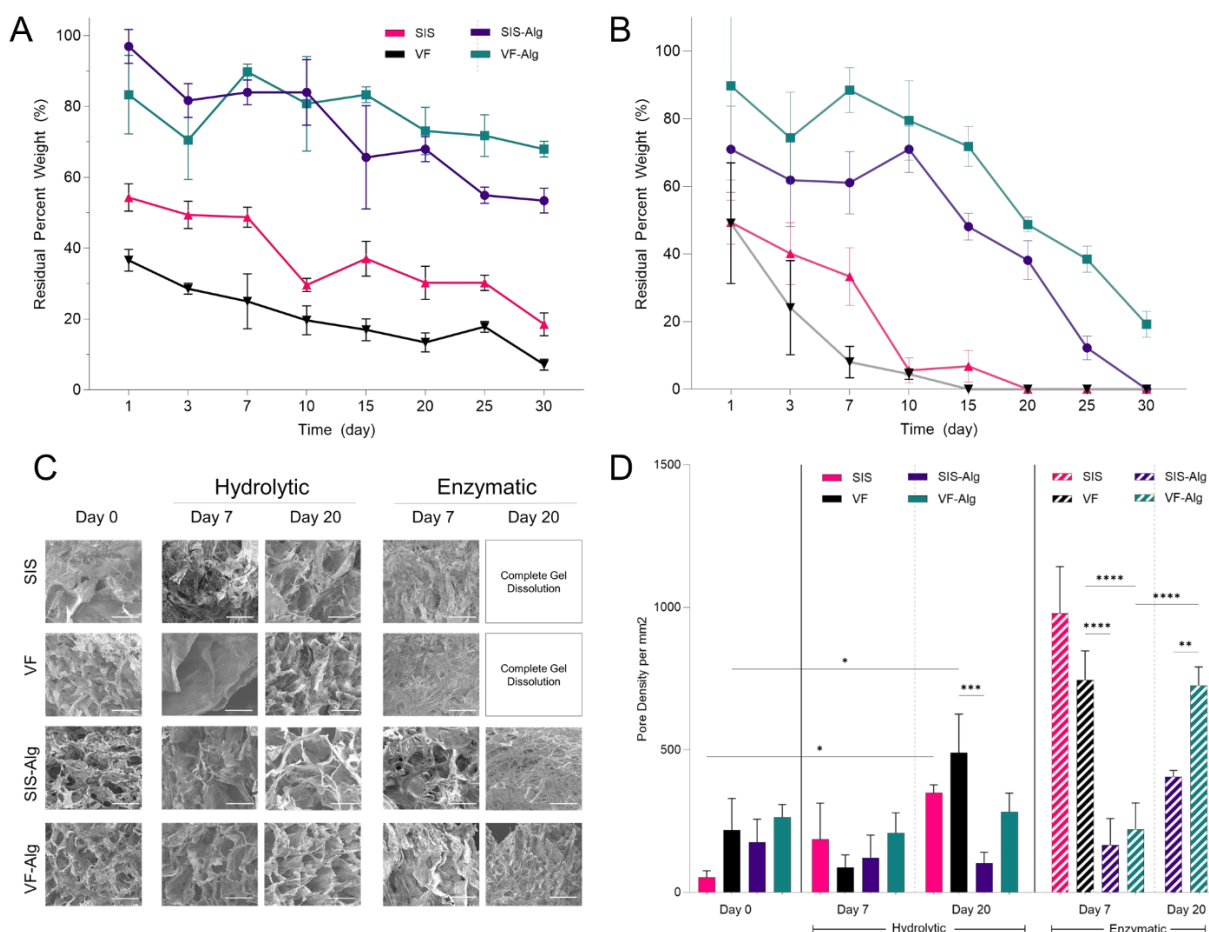 A
SIS
SIS-Alg
VF
VF-Alg
Residual Percent Weight (%)
100
80
60
40
20
0
1 3 7 10 15 20 25 30
Time (day)
B
Residual Percent Weight (%)
100
80
60
40
20
0
1 3 7 10 15 20 25 30
Time (day)
C
Hydrolytic Enzymatic
Day 0 Day 7 Day 20 Day 7 Day 20
SIS
Complete Gel
Dissolution
VF
Complete Gel
Dissolution
SIS-Alg
VF-Alg
D
Pore Density per mm2
1500
1000
500
0
SIS SIS-Alg
VF VF-Alg
SIS SIS-Alg
VF VF-Alg
****
****
****
**
*
***
*
Day 0 Day 7 Day 20 Day 7 Day 20
Hydrolytic Enzymatic